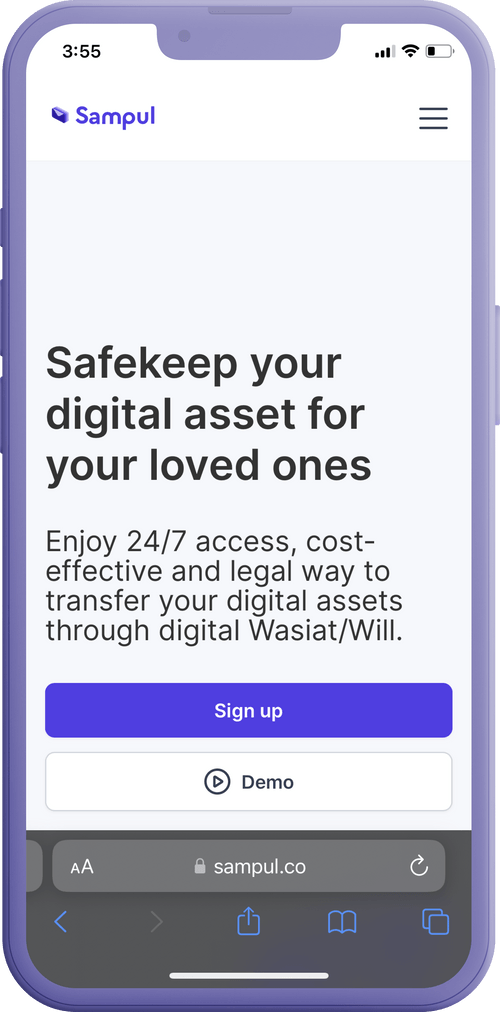 3:55
Sampul
Safekeep your
digital asset for
your loved ones
Enjoy 24/7 access, cost-
effective and legal way to
transfer your digital assets
through digital Wasiat/Will.
Sign up
Demo
AA
sampul.co